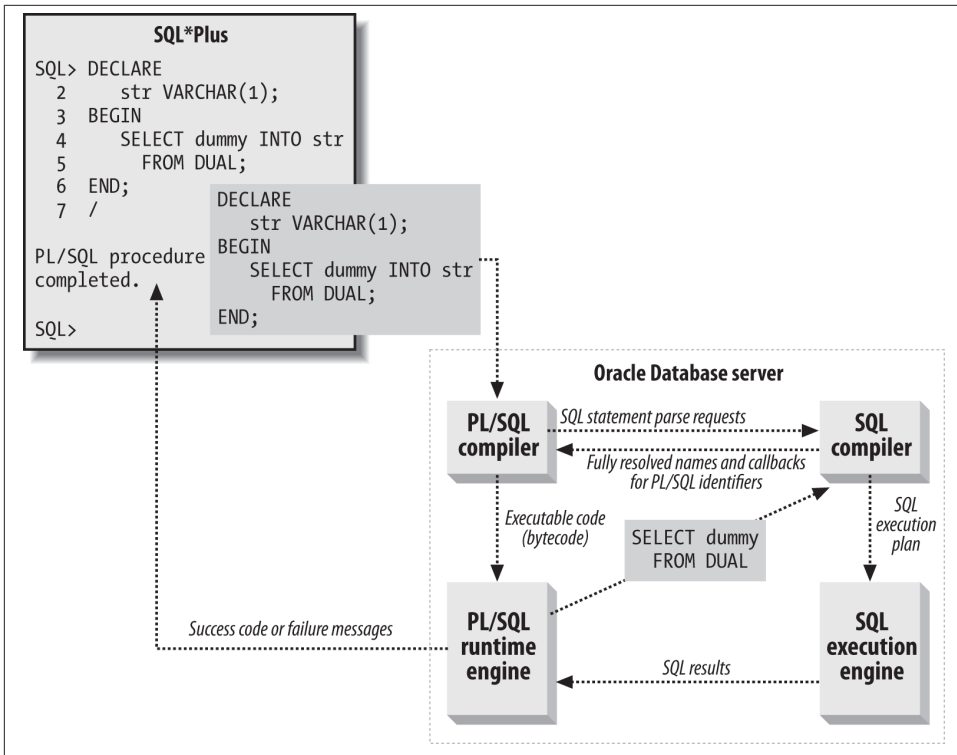 SQL*Plus
SQL> DECLARE
2 str VARCHAR(1);
3 BEGIN
4 SELECT dummy INTO str
5 FROM DUAL;
6 END;
7 /
PL/SQL procedure
completed.
SQL>
DECLARE
str VARCHAR(1);
BEGIN
SELECT dummy INTO str
FROM DUAL;
END;
Oracle Database server
PL/SQL
compiler
SQL statement parse requests
SQL
compiler
Fully resolved names and callbacks
for PL/SQL identifiers
Executable code
(bytecode)
SELECT dummy
FROM DUAL
SQL
execution
plan
Success code or failure messages
PL/SQL
runtime
engine
SQL results
SQL
execution
engine